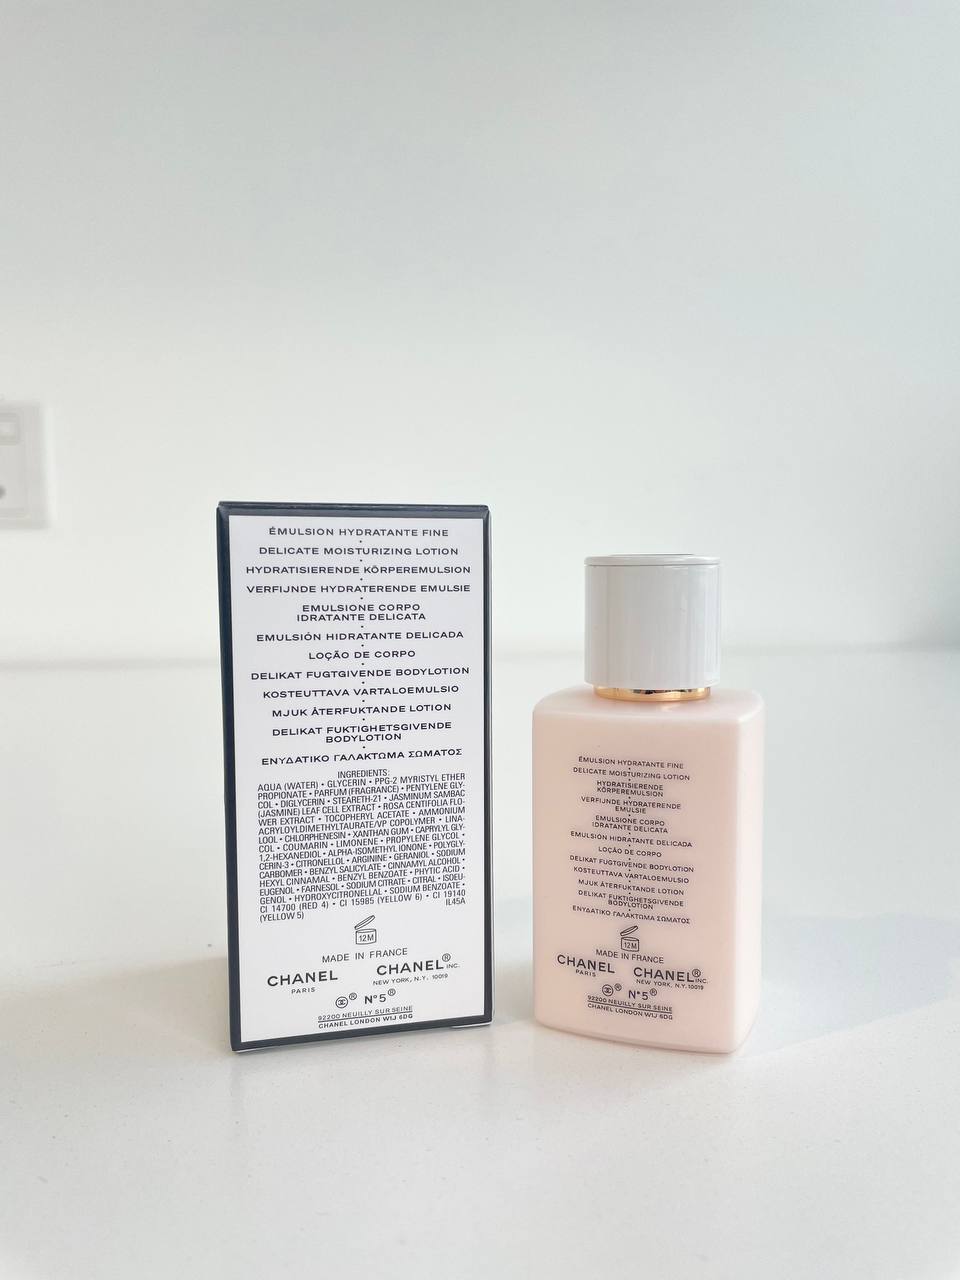 ÉMULSION HYDRATANTE FINE
•
DELICATE MOISTURIZING LOTION
•
HYDRATISIERENDE KÖRPEREMULSION
•
VERFIJNDE HYDRATERENDE EMULSIE
•
EMULSIONE CORPO
IDRATANTE DELICATA
•
EMULSIÓN HIDRATANTE DELICADA
•
LOÇÃO DE CORPO
•
DELIKAT FUGTGIVENDE BODYLOTION
•
KOSTEUTTAVA VARTALOEMULSIO
•
MJUK ÅTERFUKTANDE LOTION
•
DELIKAT FUKTIGHETSGIVENDE
BODYLOTION
•
ΕΝΥΔΑΤΙΚΟ ΓΑΛΑΚΤΩΜΑ ΣΩΜΑΤΟΣ
INGREDIENTS:
AQUA (WATER) • GLYCERIN • PPG-2 MYRISTYL ETHER
PROPIONATE • PARFUM (FRAGRANCE) • PENTYLENE GLY-
COL • DIGLYCERIN • STEARETH-21 • JASMINUM SAMBAC
(JASMINE) LEAF CELL EXTRACT • ROSA CENTIFOLIA FLO-
WER EXTRACT • TOCOPHERYL ACETATE • AMMONIUM
ACRYLOYLDIMETHYLTAURATE/VP COPOLYMER • LINA-
LOOL • CHLORPHENESIN • XANTHAN GUM • CAPRYLYL GLY-
COL • COUMARIN • LIMONENE • PROPYLENE GLYCOL •
1,2-HEXANEDIOL • ALPHA-ISOMETHYL IONONE • POLYGLY-
CERIN-3 • CITRONELLOL • ARGININE • GERANIOL • SODIUM
CARBOMER • BENZYL SALICYLATE • CINNAMYL ALCOHOL •
HEXYL CINNAMAL • BENZYL BENZOATE • PHYTIC ACID •
EUGENOL • FARNESOL • SODIUM CITRATE • CITRAL • ISOEU-
GENOL • HYDROXYCITRONELLAL • SODIUM BENZOATE •
CI 14700 (RED 4) • CI 15985 (YELLOW 6) • CI 19140
(YELLOW 5) IL45A
12M
MADE IN FRANCE
CHANEL CHANEL® INC.
PARIS NEW YORK, N.Y. 10019
® N°5®
92200 NEUILLY SUR SEINE
CHANEL LONDON W1J 6DG
ÉMULSION HYDRATANTE FINE
•
DELICATE MOISTURIZING LOTION
•
HYDRATISIERENDE
KÖRPEREMULSION
•
VERFIJNDE HYDRATERENDE
EMULSIE
•
EMULSIONE CORPO
IDRATANTE DELICATA
•
EMULSIÓN HIDRATANTE DELICADA
•
LOÇÃO DE CORPO
•
DELIKAT FUGTGIVENDE BODYLOTION
•
KOSTEUTTAVA VARTALOEMULSIO
•
MJUK ÅTERFUKTANDE LOTION
•
DELIKAT FUKTIGHETSGIVENDE
BODYLOTION
•
ΕΝΥΔΑΤΙΚΟ ΓΑΛΑΚΤΩΜΑ ΣΩΜΑΤΟΣ
12M
MADE IN FRANCE
CHANEL CHANEL® INC.
PARIS NEW YORK, N.Y. 10019
® N°5®
92200 NEUILLY SUR SEINE
CHANEL LONDON W1J 6DG